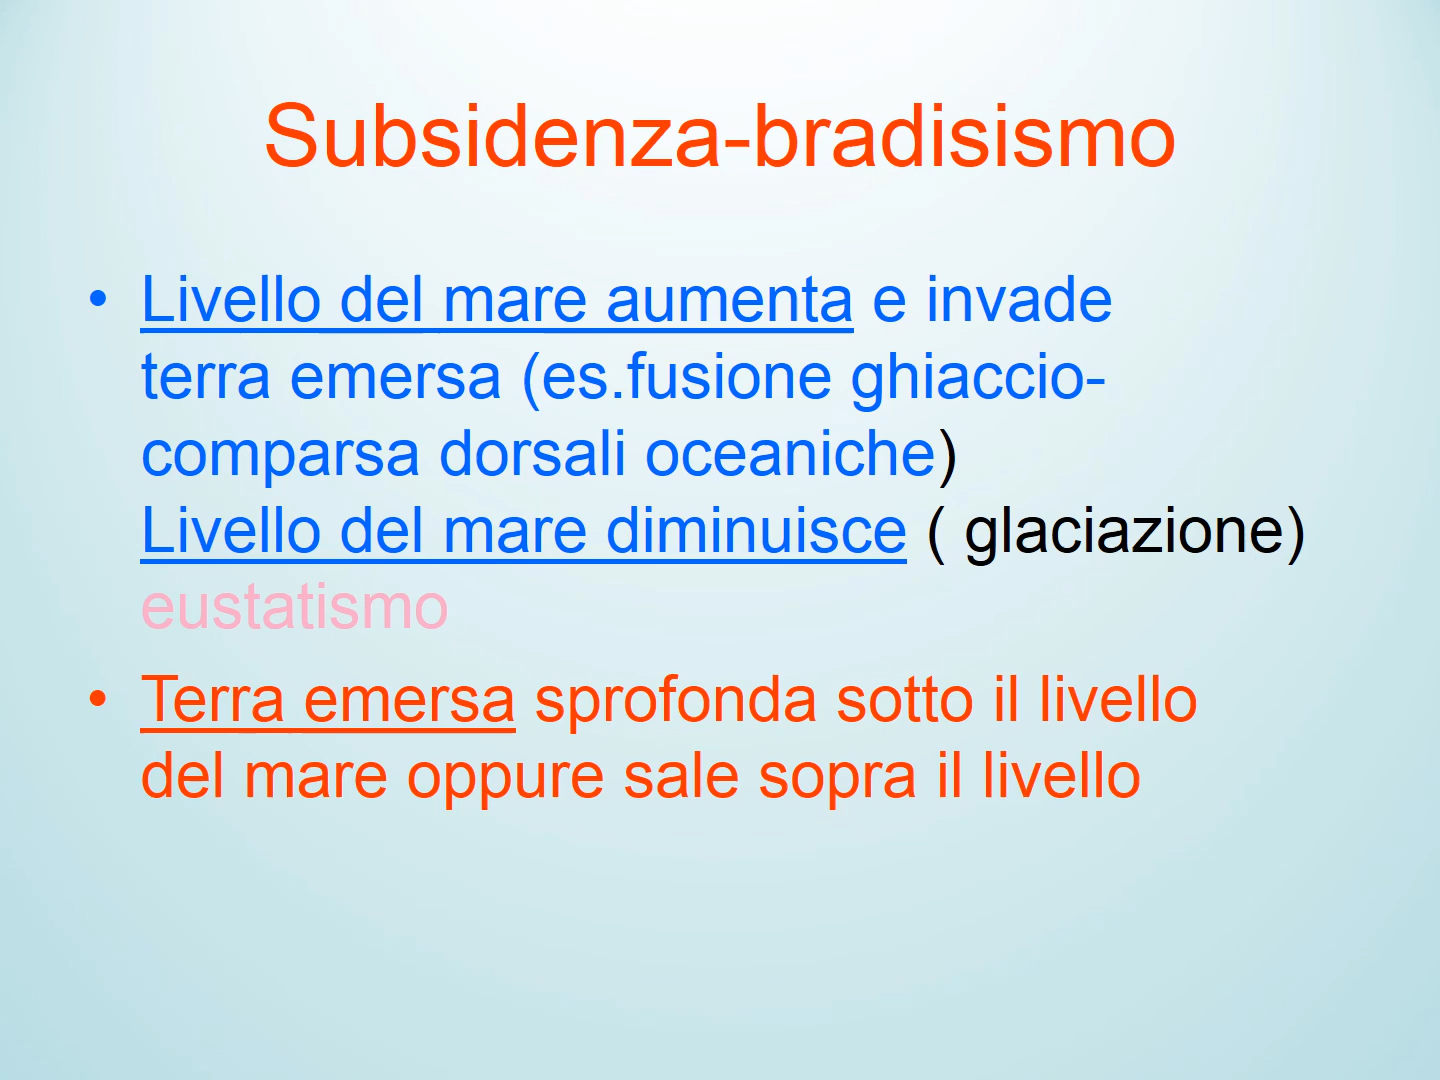 Subsidenza-bradisismo
• Livello del mare aumenta e invade
terra emersa (es.fusione ghiaccio-
comparsa dorsali oceaniche)
Livello del mare diminuisce ( glaciazione)
eustatismo
• Terra emersa sprofonda sotto il livello
del mare oppure sale sopra il livello